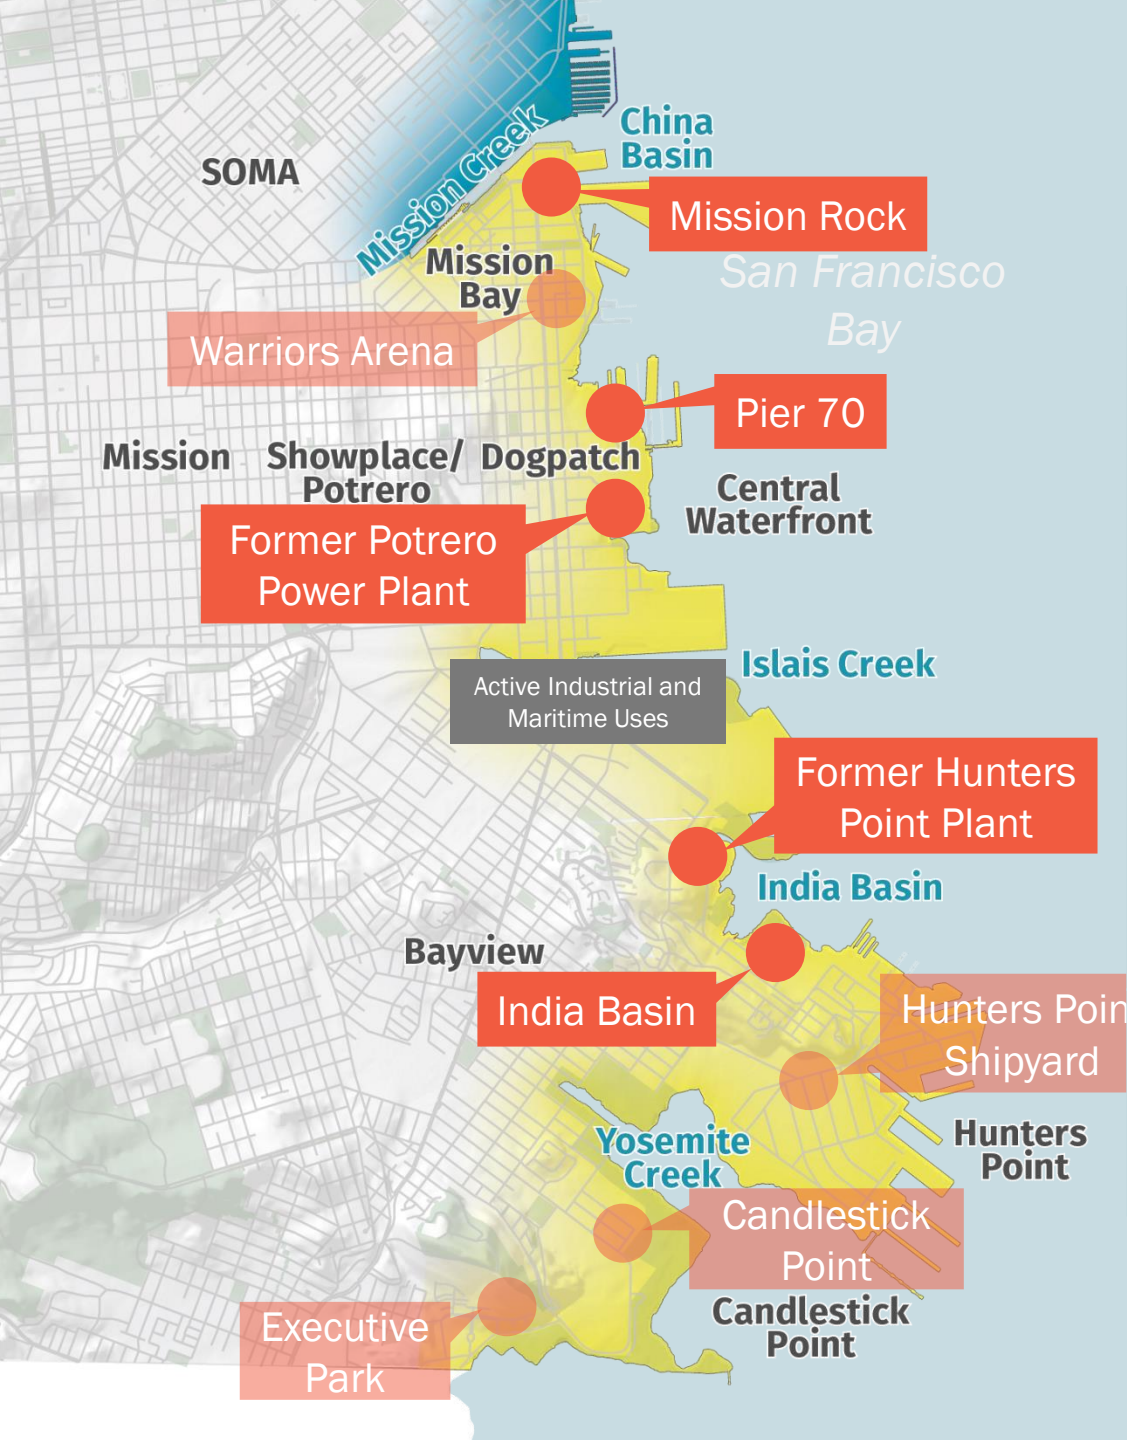 China
Basin
Mission Creek
SOMA
Mission Rock
Mission
Bay
San Francisco
Bay
Warriors Arena
Pier 70
Mission
Showplace/
Potrero
Dogpatch
Central
Waterfront
Former Potrero
Power Plant
Islais Creek
Active Industrial and
Maritime Uses
Former Hunters
Point Plant
India Basin
Bayview
India Basin
Hunters Poin
Shipyard
Hunters
Point
Yosemite
Creek
Candlestick
Point
Candlestick
Point
Executive
Park